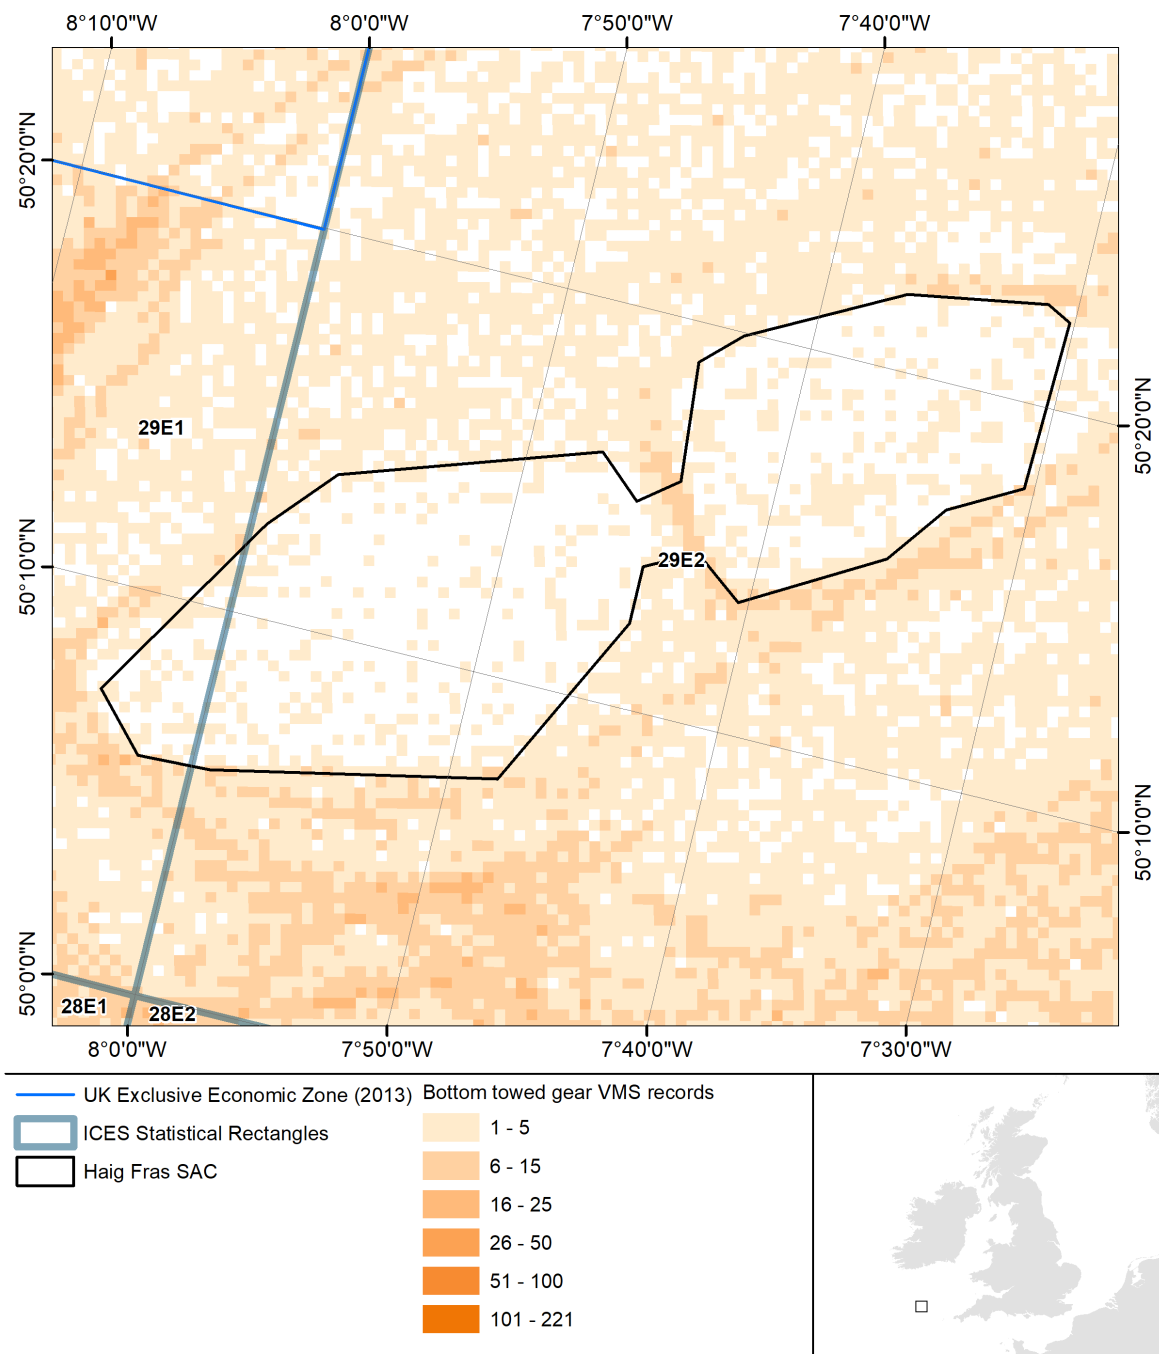 8°10'0"W 8°0'0"W 7°50'0"W 7°40'0"W
50°20'0"N
50°20'0"N
29E1
29E2
50°10'0"N
50°10'0"N
50°0'0"N
28E1
28E2
8°0'0"W 7°50'0"W 7°40'0"W 7°30'0"W
UK Exclusive Economic Zone (2013)
ICES Statistical Rectangles
Haig Fras SAC
Bottom towed gear VMS records
1 - 5
6 - 15
16 - 25
26 - 50
51 - 100
101 - 221